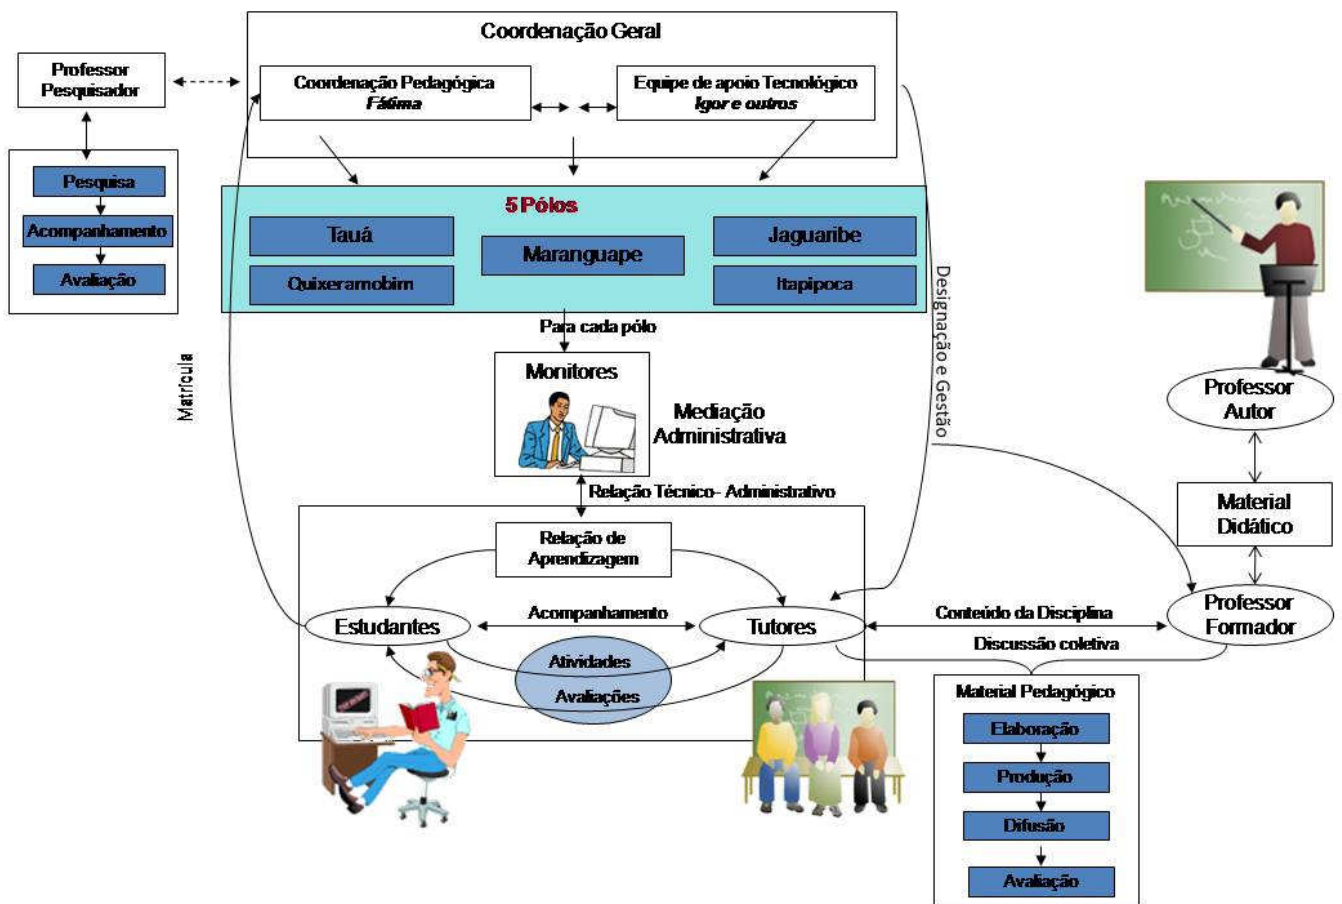 Coordenação Geral
Professor
Pesquisador
Coordenação Pedagógica
Fátima
Equipe de apoio Tecnológico
Igor e outros
Pesquisa
Acompanhamento
Avaliação
5 Pólos
Tauá
Maranguape
Jaguaribe
Quixeramobim
Itapipoca
Para cada pólo
Matrícula
Designação e Gestão
Monitores
Mediação
Administrativa
Professor
Autor
Relação Técnico- Administrativo
Material
Didático
Relação de
Aprendizagem
Estudantes
Acompanhamento
Tutores
Conteúdo da Disciplina
Professor
Formador
Discussão coletiva
Atividades
Avaliações
Material Pedagógico
Elaboração
Produção
Difusão
Avaliação